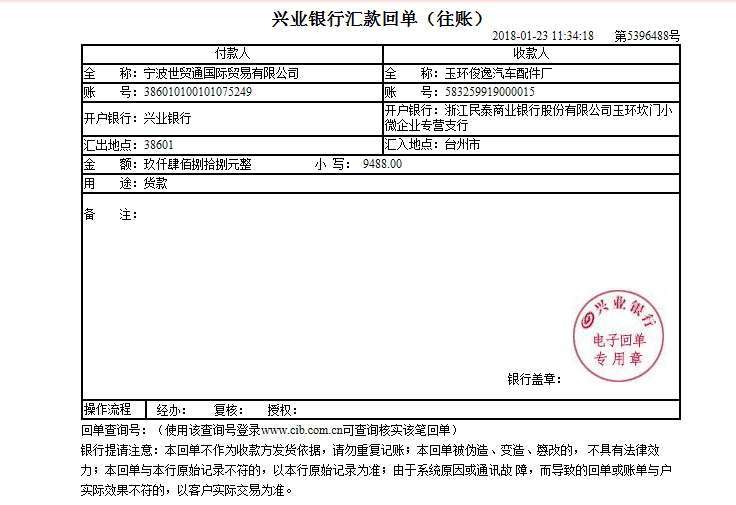 兴业银行汇款回单（往账）
2018-01-23 11:34:18 第5396488号
付款人 收款人
全 称：宁波世贸通国际贸易有限公司 全 称：玉环俊逸汽车配件厂
账 号：386010100101075249 账 号：583259919000015
开户银行：兴业银行 开户银行：浙江民泰商业银行股份有限公司玉环坎门小
微企业专营支行
汇出地点：38601 汇入地点：台州市
金 额：玖仟肆佰捌拾捌元整 小 写： 9488.00
用 途：货款
备 注：
兴业银行
电子回单
专用章
银行盖章：
操作流程 经办： 复核： 授权：
回单查询号：（使用该查询号登录www.cib.com.cn可查询核实该笔回单）
银行提请注意：本回单不作为收款方发货依据，请勿重复记账；本回单被伪造、变造、篡改的，不具有法律效
力；本回单与本行原始记录不符的，以本行原始记录为准；由于系统原因或通讯故 障，而导致的回单或账单与户
实际效果不符的，以客户实际交易为准。